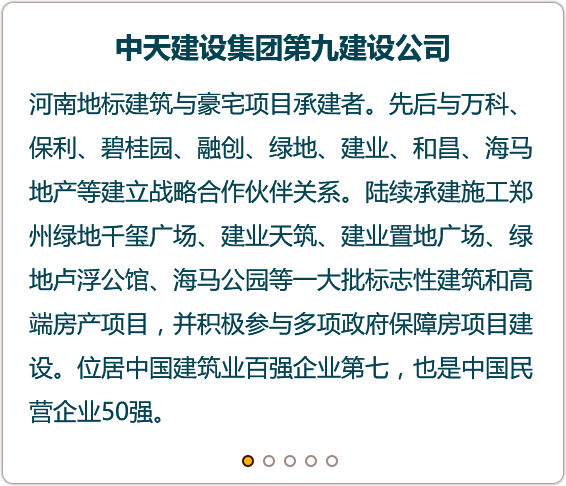 中天建设集团第九建设公司
河南地标建筑与豪宅项目承建者。先后与万科、
保利、碧桂园、融创、绿地、建业、和昌、海马
地产等建立战略合作伙伴关系。陆续承建施工郑
州绿地千玺广场、建业天筑、建业置地广场、绿
地卢浮公馆、海马公园等一大批标志性建筑和高
端房产项目，并积极参与多项政府保障房项目建
设。位居中国建筑业百强企业第七，也是中国民
营企业50强。